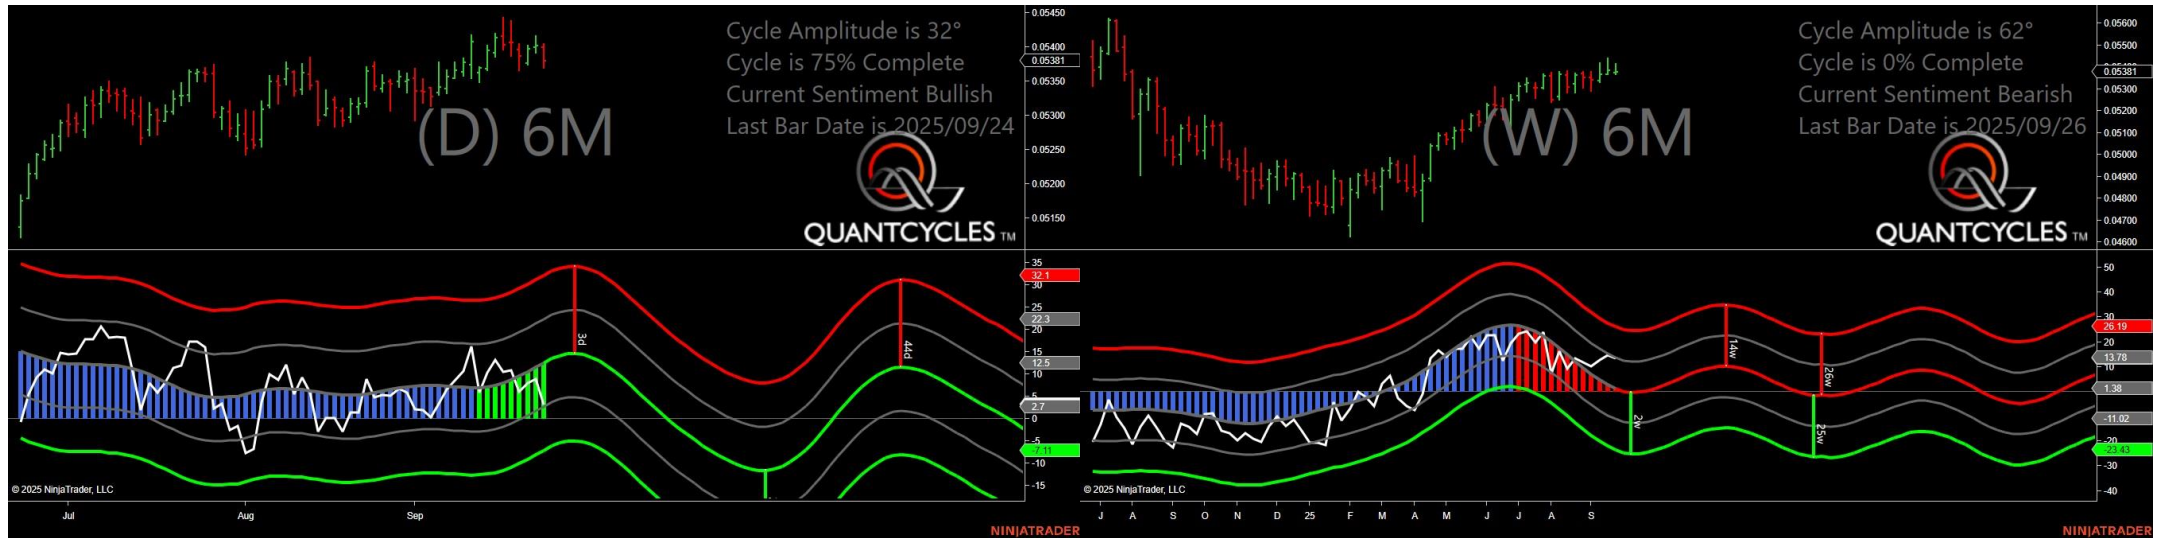 Cycle Amplitude is 32°
Cycle is 75% Complete
Current Sentiment Bullish
Last Bar Date is 2025/09/24
(D) 6M
QUANTCYCLES TM
0.05450
0.05400
0.05381
0.05350
0.05300
0.05250
0.05200
0.05150
35
32.1
30
25
22.3
20
15
12.5
10
5
2.7
0
-5
-7.11
-10
-15
3d
44d
© 2025 NinjaTrader, LLC
Jul Aug Sep
NINJATRADER
Cycle Amplitude is 62°
Cycle is 0% Complete
Current Sentiment Bearish
Last Bar Date is 2025/09/26
(W) 6M
QUANTCYCLES TM
0.05600
0.05500
0.05381
0.05300
0.05200
0.05100
0.05000
0.04900
0.04800
0.04700
0.04600
50
40
30
26.19
20
13.78
10
1.38
-11.02
-20
-23.43
-30
-40
14w
26w
2w
25w
© 2025 NinjaTrader, LLC
J A S O N D 25 F M A M J J A S
NINJATRADER